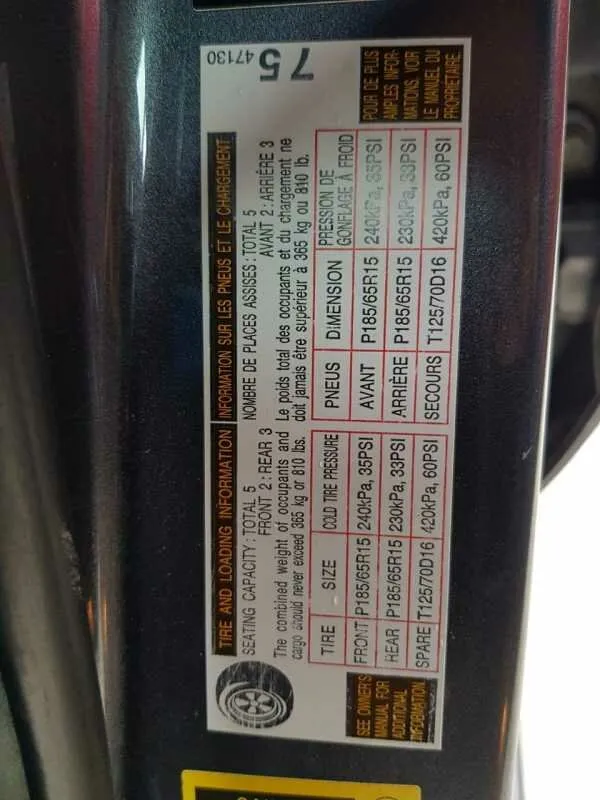 TIRE AND LOADING INFORMATION
SEATING CAPACITY : TOTAL 5
FRONT 2 : REAR 3
The combined weight of occupants and
cargo should never exceed 365 kg or 810 lbs.
TIRE SIZE COLD TIRE PRESSURE
FRONT P185/65R15 240kPa, 35PSI
REAR P185/65R15 230kPa, 33PSI
SPARE T125/70D16 420kPa, 60PSI
SEE OWNER'S
MANUAL FOR
ADDITIONAL
INFORMATION
INFORMATION SUR LES PNEUS ET LE CHARGEMENT
NOMBRE DE PLACES ASSISES : TOTAL 5
AVANT 2 : ARRIÈRE 3
Le poids total des occupants et du chargement ne
doit jamais être supérieur à 365 kg ou 810 lb.
PNEUS DIMENSION PRESSION DE
GONFLAGE À FROID
AVANT P185/65R15 240kPa, 35PSI
ARRIÈRE P185/65R15 230kPa, 33PSI
SECOURS T125/70D16 420kPa, 60PSI
POUR DE PLUS
AMPLES INFOR-
MATIONS, VOIR
LE MANUEL DU
PROPRIÉTAIRE
47130
75